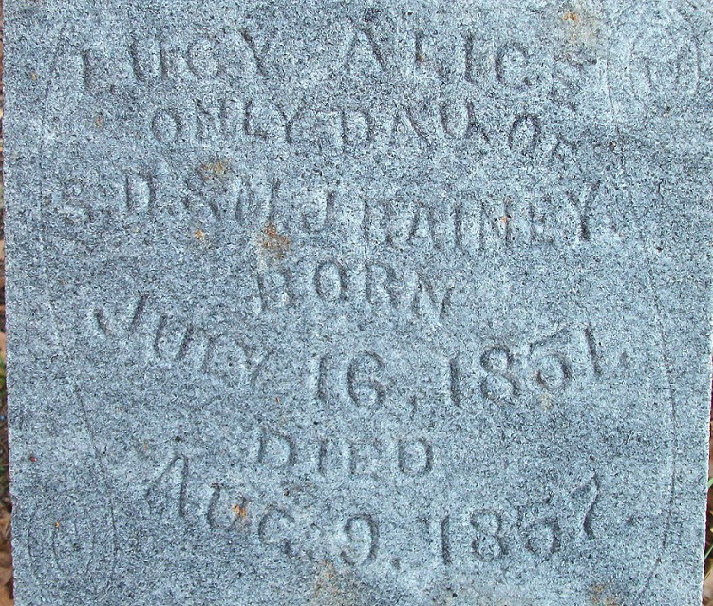 LUCY ALICE
ONLY DAU. OF
S.D. & M.J. RAINEY.
BORN
JULY 16, 1851.
DIED
AUG. 9, 1857.